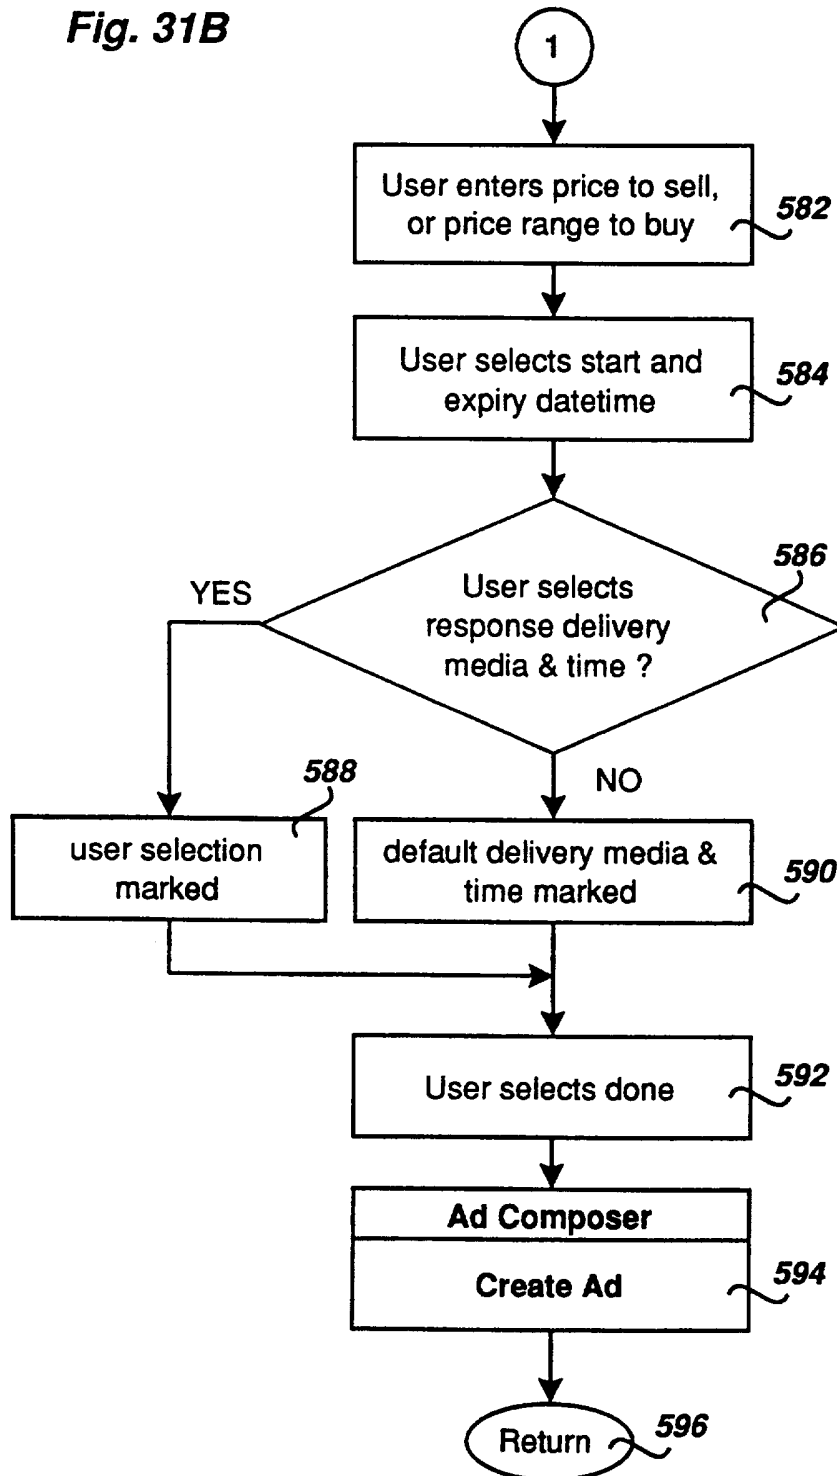 Fig. 31B
1
User enters price to sell,
or price range to buy
582
User selects start and
expiry datetime
584
586
User selects
response delivery
media & time ?
YES
NO
588
user selection
marked
default delivery media &
time marked
590
User selects done
592
Ad Composer
Create Ad
594
Return
596